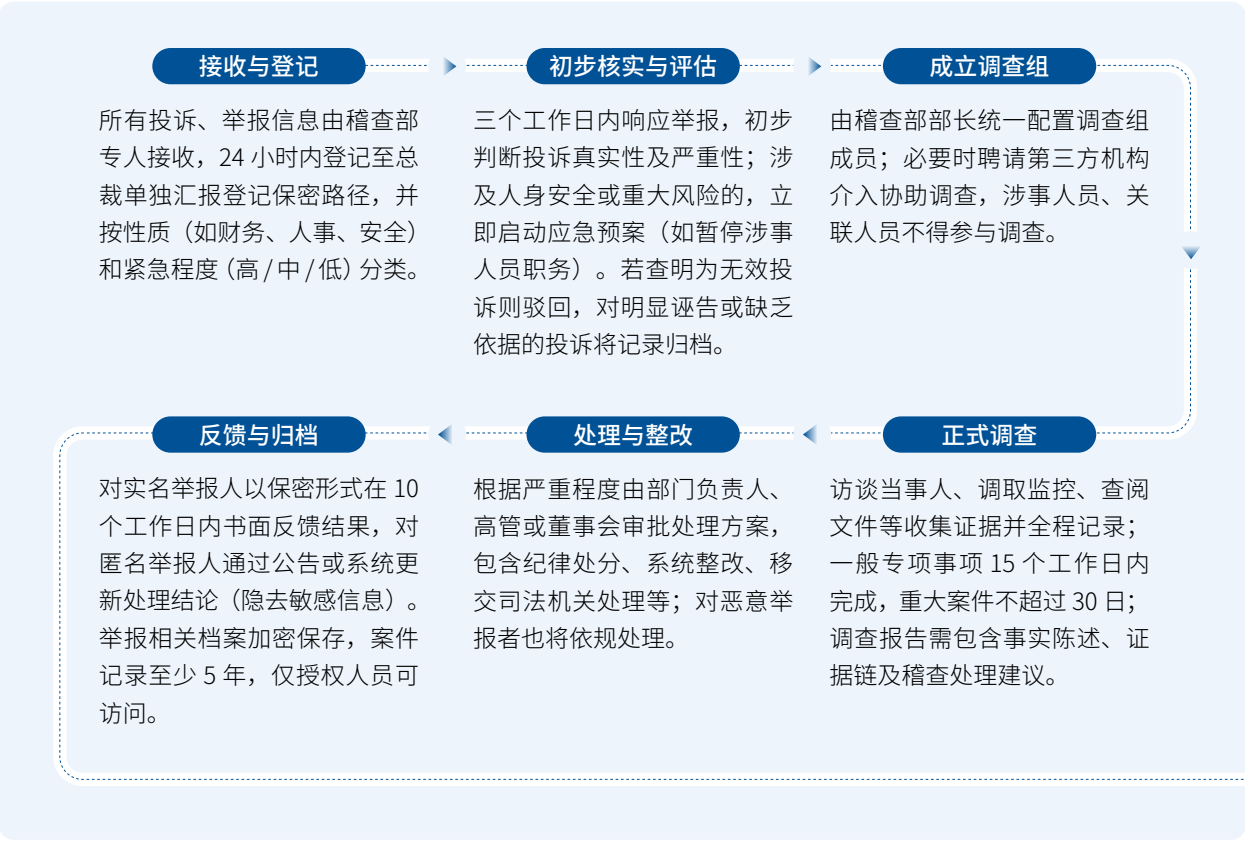 接收与登记
所有投诉、举报信息由稽查部
专人接收，24 小时内登记至总
裁单独汇报登记保密路径，并
按性质（如财务、人事、安全）
和紧急程度（高 / 中 / 低）分类。
初步核实与评估
三个工作日内响应举报，初步
判断投诉真实性及严重性；涉
及人身安全或重大风险的，立
即启动应急预案（如暂停涉事
人员职务）。若查明为无效投
诉则驳回，对明显诬告或缺乏
依据的投诉将记录归档。
成立调查组
由稽查部部长统一配置调查组
成员；必要时聘请第三方机构
介入协助调查，涉事人员、关
联人员不得参与调查。
正式调查
访谈当事人、调取监控、查阅
文件等收集证据并全程记录；
一般专项事项 15 个工作日内
完成，重大案件不超过 30 日；
调查报告需包含事实陈述、证
据链及稽查处理建议。
处理与整改
根据严重程度由部门负责人、
高管或董事会审批处理方案，
包含纪律处分、系统整改、移
交司法机关处理等；对恶意举
报者也将依规处理。
反馈与归档
对实名举报人以保密形式在 10
个工作日内书面反馈结果，对
匿名举报人通过公告或系统更
新处理结论（隐去敏感信息）。
举报相关档案加密保存，案件
记录至少 5 年，仅授权人员可
访问。